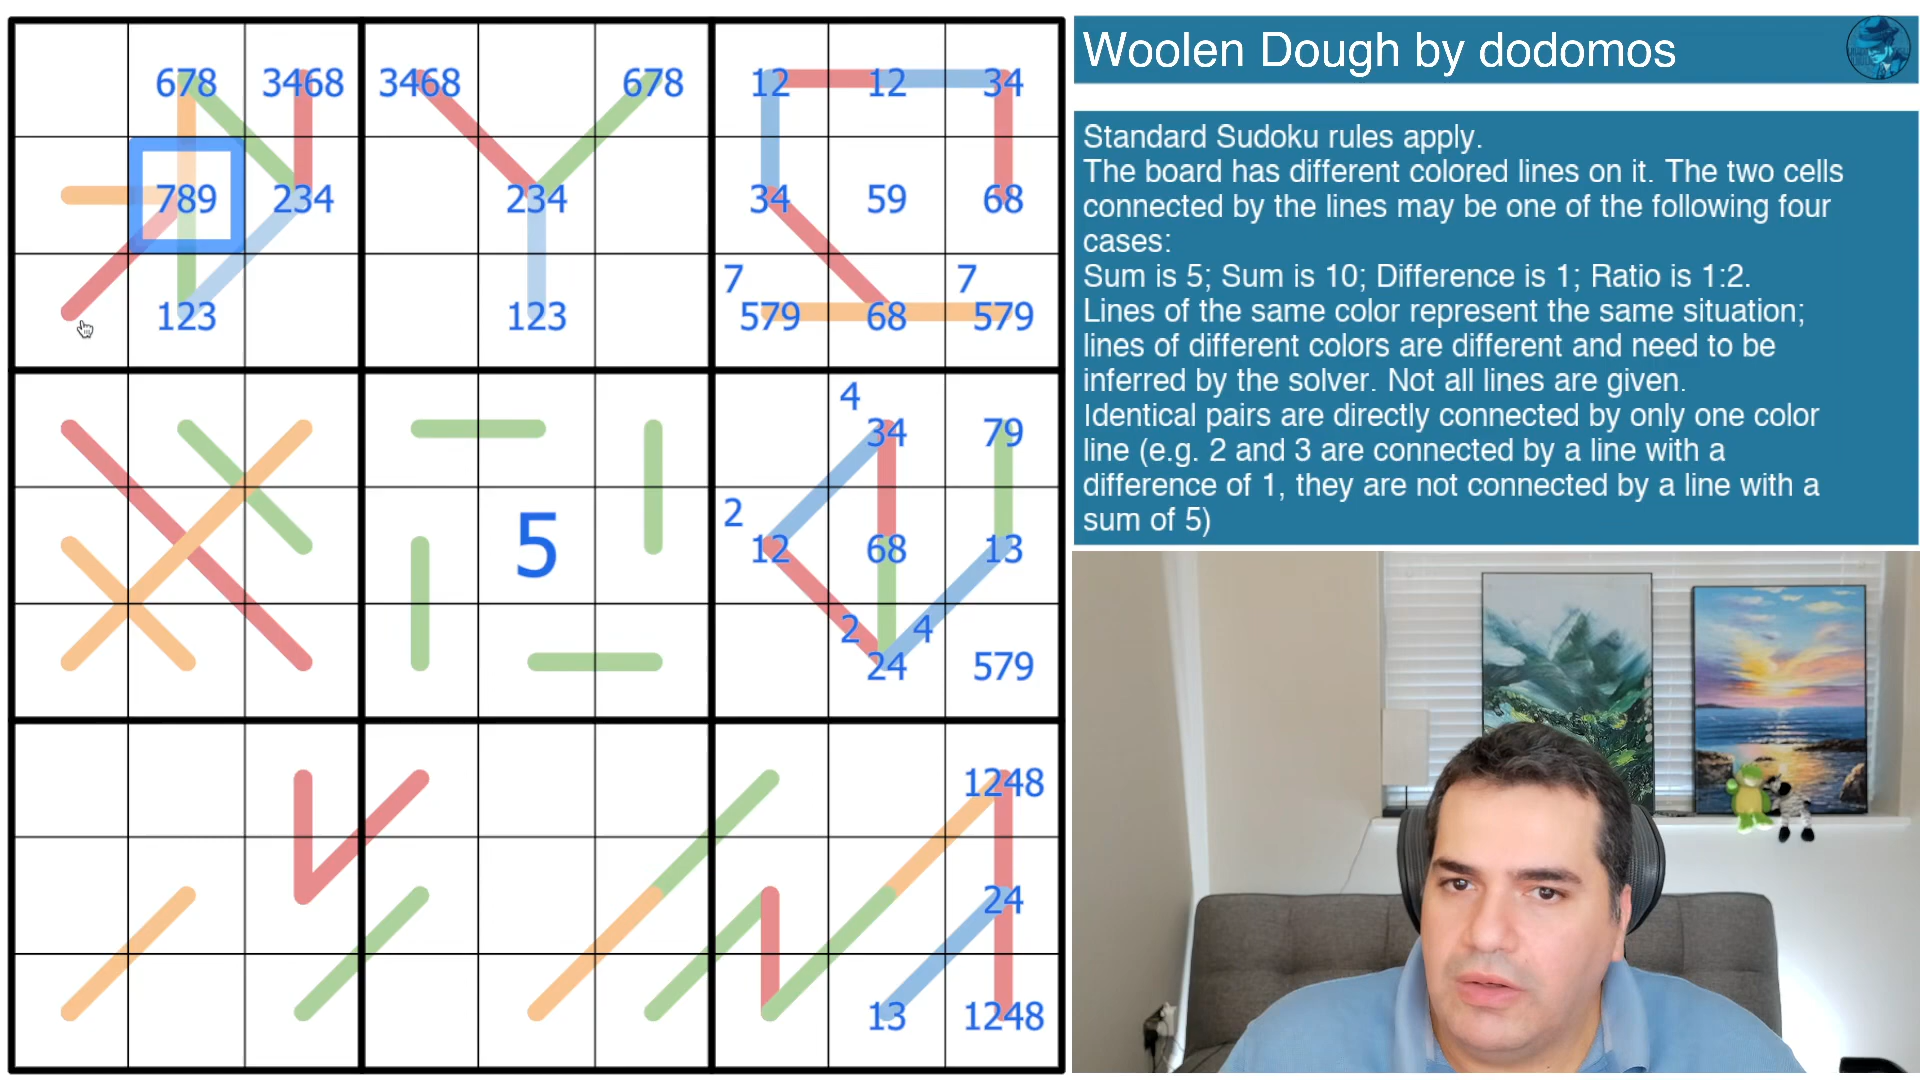 Woolen Dough by dodomos
Standard Sudoku rules apply.
The board has different colored lines on it. The two cells
connected by the lines may be one of the following four
cases:
Sum is 5; Sum is 10; Difference is 1; Ratio is 1:2.
Lines of the same color represent the same situation;
lines of different colors are different and need to be
inferred by the solver. Not all lines are given.
Identical pairs are directly connected by only one color
line (e.g. 2 and 3 are connected by a line with a
difference of 1, they are not connected by a line with a
sum of 5)
678 3468 3468 678 12 12 34
789 234 234 34 59 68
7 7
123 123 579 68 579
4
34 79
2
5 12 68 13
2 4
24 579
1248
24
13 1248